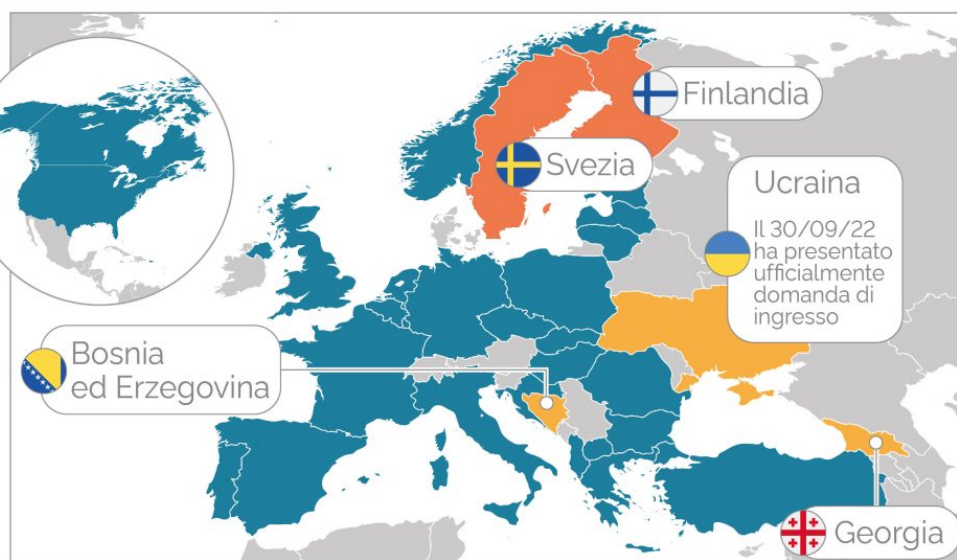 Finlandia
Svezia
Ucraina
Il 30/09/22
ha presentato
ufficialmente
domanda di
ingresso
Bosnia
ed Erzegovina
Georgia